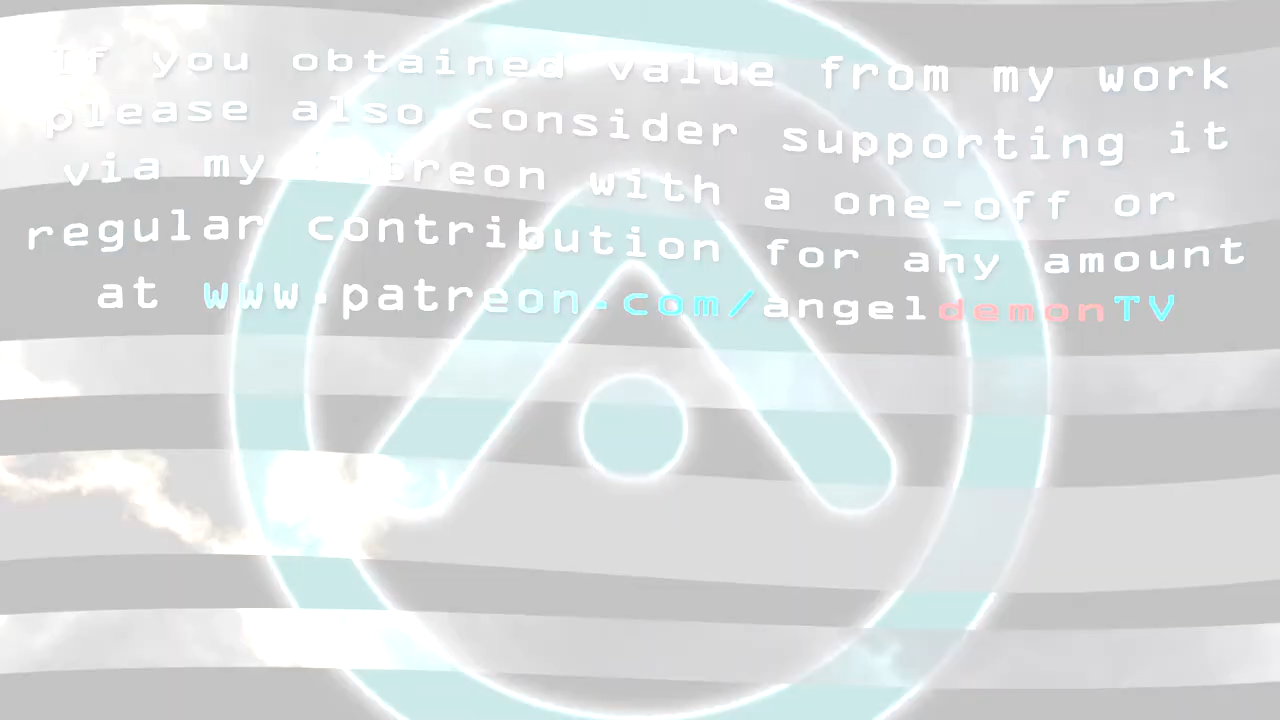 If you obtained value from my work
please also consider supporting it
via my Patreon with a one-off or
regular contribution for any amount
at www.patreon.com/angeldemonTV